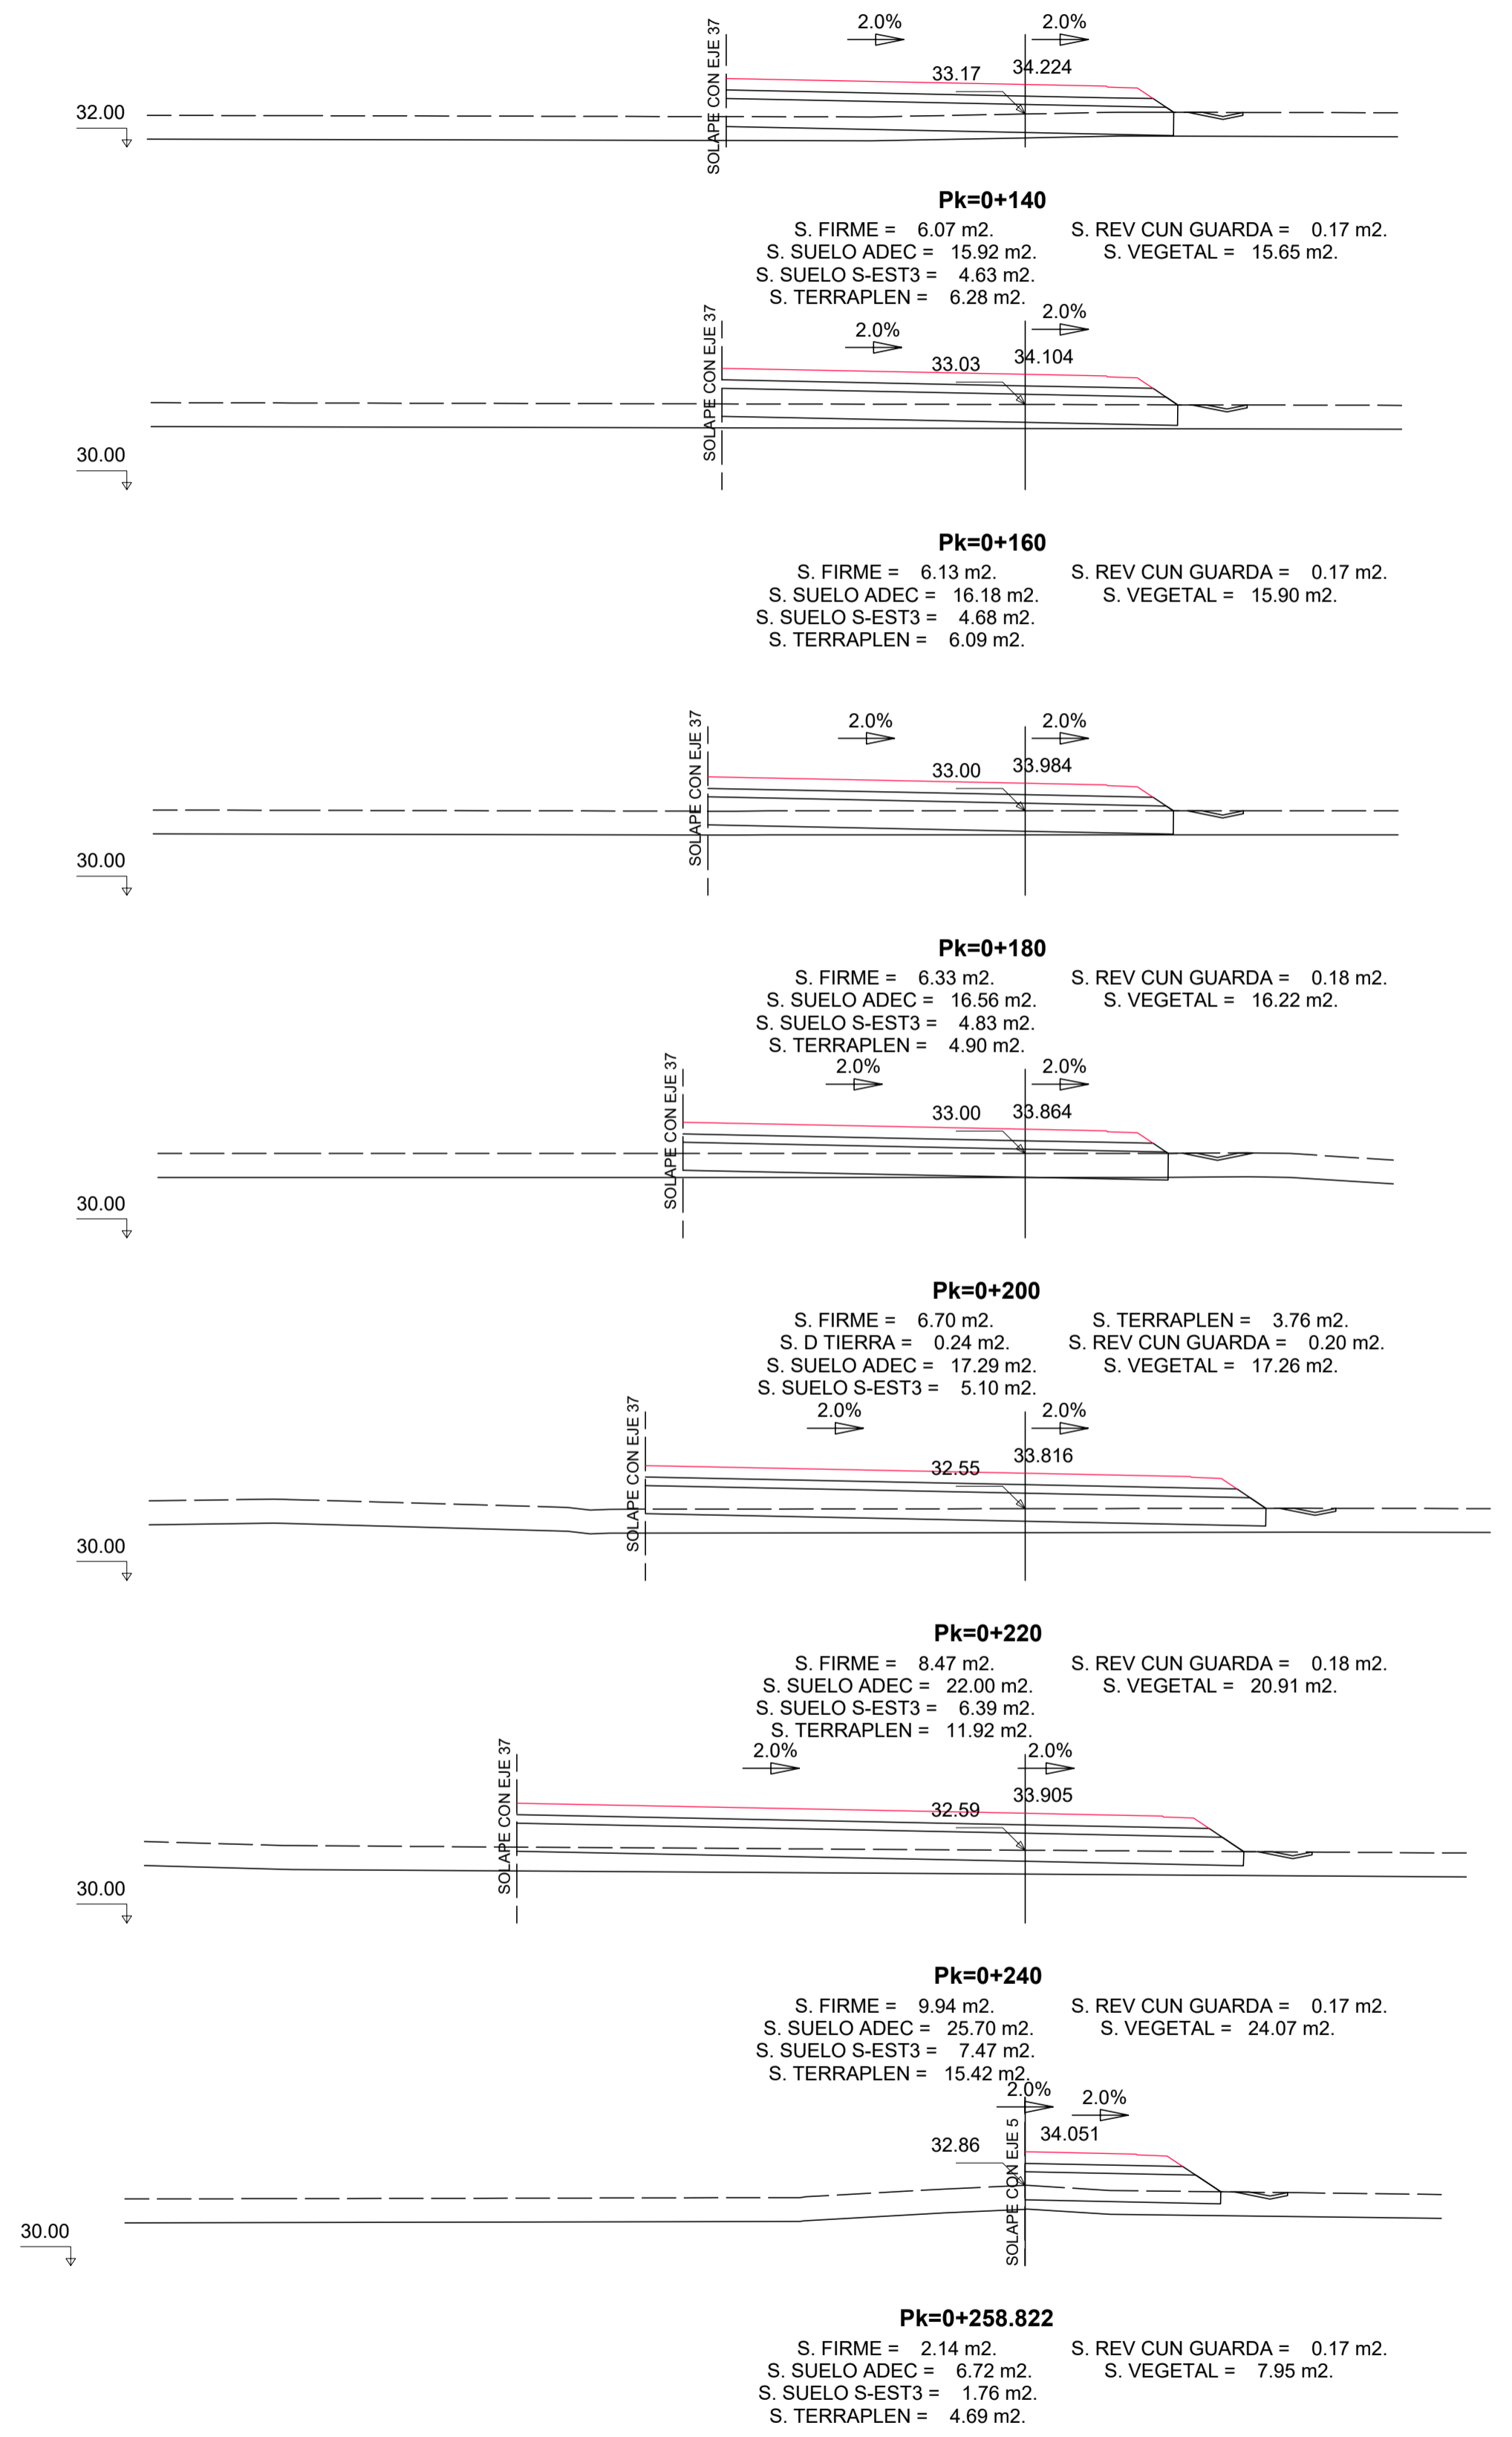 2.0% 2.0%
SOLAPE CON EJE 37
33.17 34.224
32.00
Pk=0+140
S. FIRME = 6.07 m2. S. REV CUN GUARDA = 0.17 m2.
S. SUELO ADEC = 15.92 m2. S. VEGETAL = 15.65 m2.
S. SUELO S-EST3 = 4.63 m2.
S. TERRAPLEN = 6.28 m2.
2.0% 2.0%
SOLAPE CON EJE 37
33.03 34.104
30.00
Pk=0+160
S. FIRME = 6.13 m2. S. REV CUN GUARDA = 0.17 m2.
S. SUELO ADEC = 16.18 m2. S. VEGETAL = 15.90 m2.
S. SUELO S-EST3 = 4.68 m2.
S. TERRAPLEN = 6.09 m2.
2.0% 2.0%
SOLAPE CON EJE 37
33.00 33.984
30.00
Pk=0+180
S. FIRME = 6.33 m2. S. REV CUN GUARDA = 0.18 m2.
S. SUELO ADEC = 16.56 m2. S. VEGETAL = 16.22 m2.
S. SUELO S-EST3 = 4.83 m2.
S. TERRAPLEN = 4.90 m2.
2.0% 2.0%
SOLAPE CON EJE 37
33.00 33.864
30.00
Pk=0+200
S. FIRME = 6.70 m2. S. TERRAPLEN = 3.76 m2.
S. D TIERRA = 0.24 m2. S. REV CUN GUARDA = 0.20 m2.
S. SUELO ADEC = 17.29 m2. S. VEGETAL = 17.26 m2.
S. SUELO S-EST3 = 5.10 m2.
2.0% 2.0%
SOLAPE CON EJE 37
32.55 33.816
30.00
Pk=0+220
S. FIRME = 8.47 m2. S. REV CUN GUARDA = 0.18 m2.
S. SUELO ADEC = 22.00 m2. S. VEGETAL = 20.91 m2.
S. SUELO S-EST3 = 6.39 m2.
S. TERRAPLEN = 11.92 m2.
2.0% 2.0%
SOLAPE CON EJE 37
32.59 33.905
30.00
Pk=0+240
S. FIRME = 9.94 m2. S. REV CUN GUARDA = 0.17 m2.
S. SUELO ADEC = 25.70 m2. S. VEGETAL = 24.07 m2.
S. SUELO S-EST3 = 7.47 m2.
S. TERRAPLEN = 15.42 m2.
2.0% 2.0%
SOLAPE CON EJE 5
32.86 34.051
30.00
Pk=0+258.822
S. FIRME = 2.14 m2. S. REV CUN GUARDA = 0.17 m2.
S. SUELO ADEC = 6.72 m2. S. VEGETAL = 7.95 m2.
S. SUELO S-EST3 = 1.76 m2.
S. TERRAPLEN = 4.69 m2.